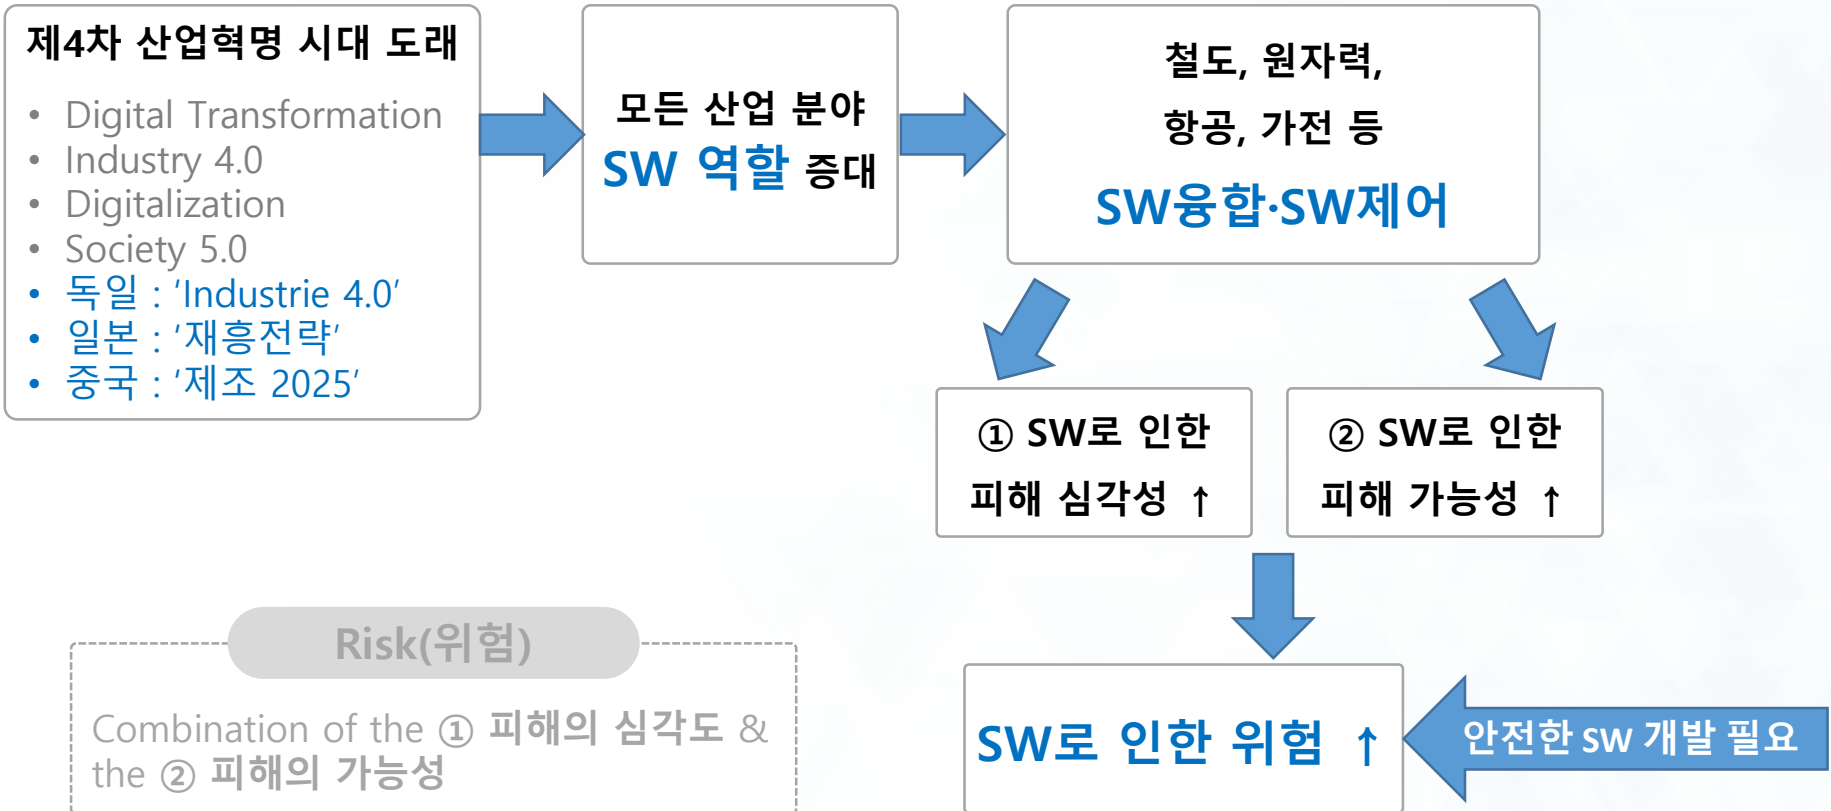 제4차 산업혁명 시대 도래
• Digital Transformation
• Industry 4.0
• Digitalization
• Society 5.0
• 독일 : ‘Industrie 4.0’
• 일본 : ‘재흥전략’
• 중국 : ‘제조 2025’
모든 산업 분야
SW 역할 증대
철도, 원자력,
항공, 가전 등
SW융합·SW제어
① SW로 인한
피해 심각성 ↑
② SW로 인한
피해 가능성 ↑
SW로 인한 위험 ↑
안전한 SW 개발 필요
Risk(위험)
Combination of the ① 피해의 심각도 &
the ② 피해의 가능성